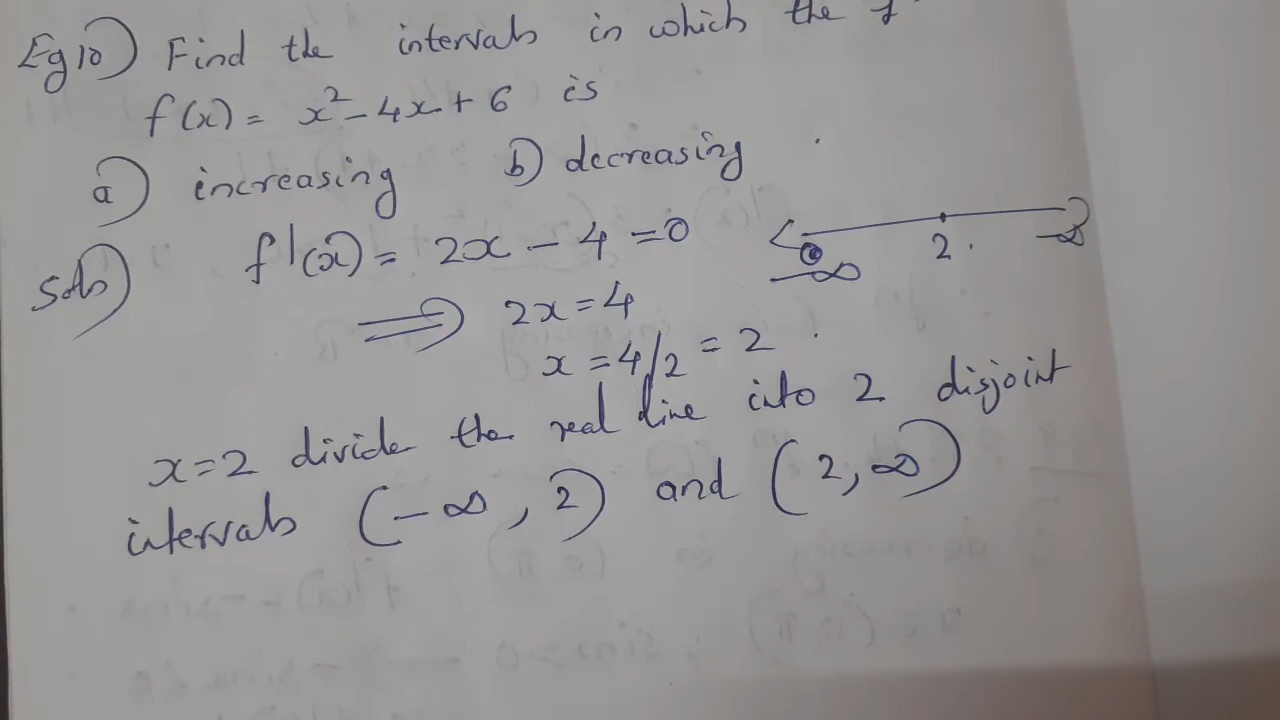 Eg 10) Find the intervals in which the
f(x) = x² - 4x + 6 is
a) increasing b) decreasing
Soln) f'(x) = 2x - 4 = 0
-∞ 2 ∞
⇒ 2x = 4
x = 4/2 = 2
x = 2 divide the real line into 2 disjoint
intervals (-∞, 2) and (2, ∞)